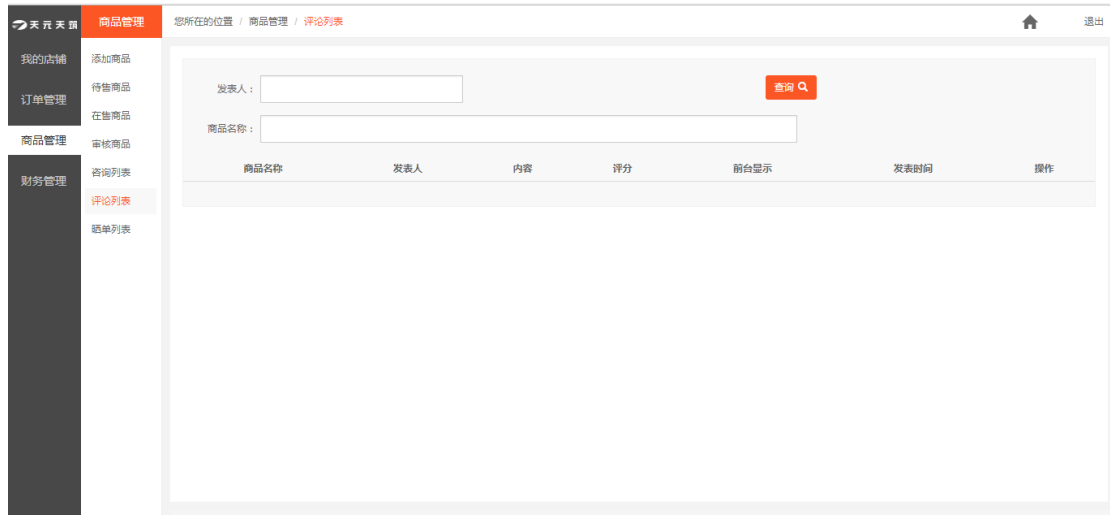 天元天筑
商品管理
您所在的位置 / 商品管理 / 评论列表
退出
我的店铺
订单管理
商品管理
财务管理
添加商品
待售商品
在售商品
审核商品
咨询列表
评论列表
晒单列表
发表人：
查询
商品名称：
商品名称 发表人 内容 评分 前台显示 发表时间 操作